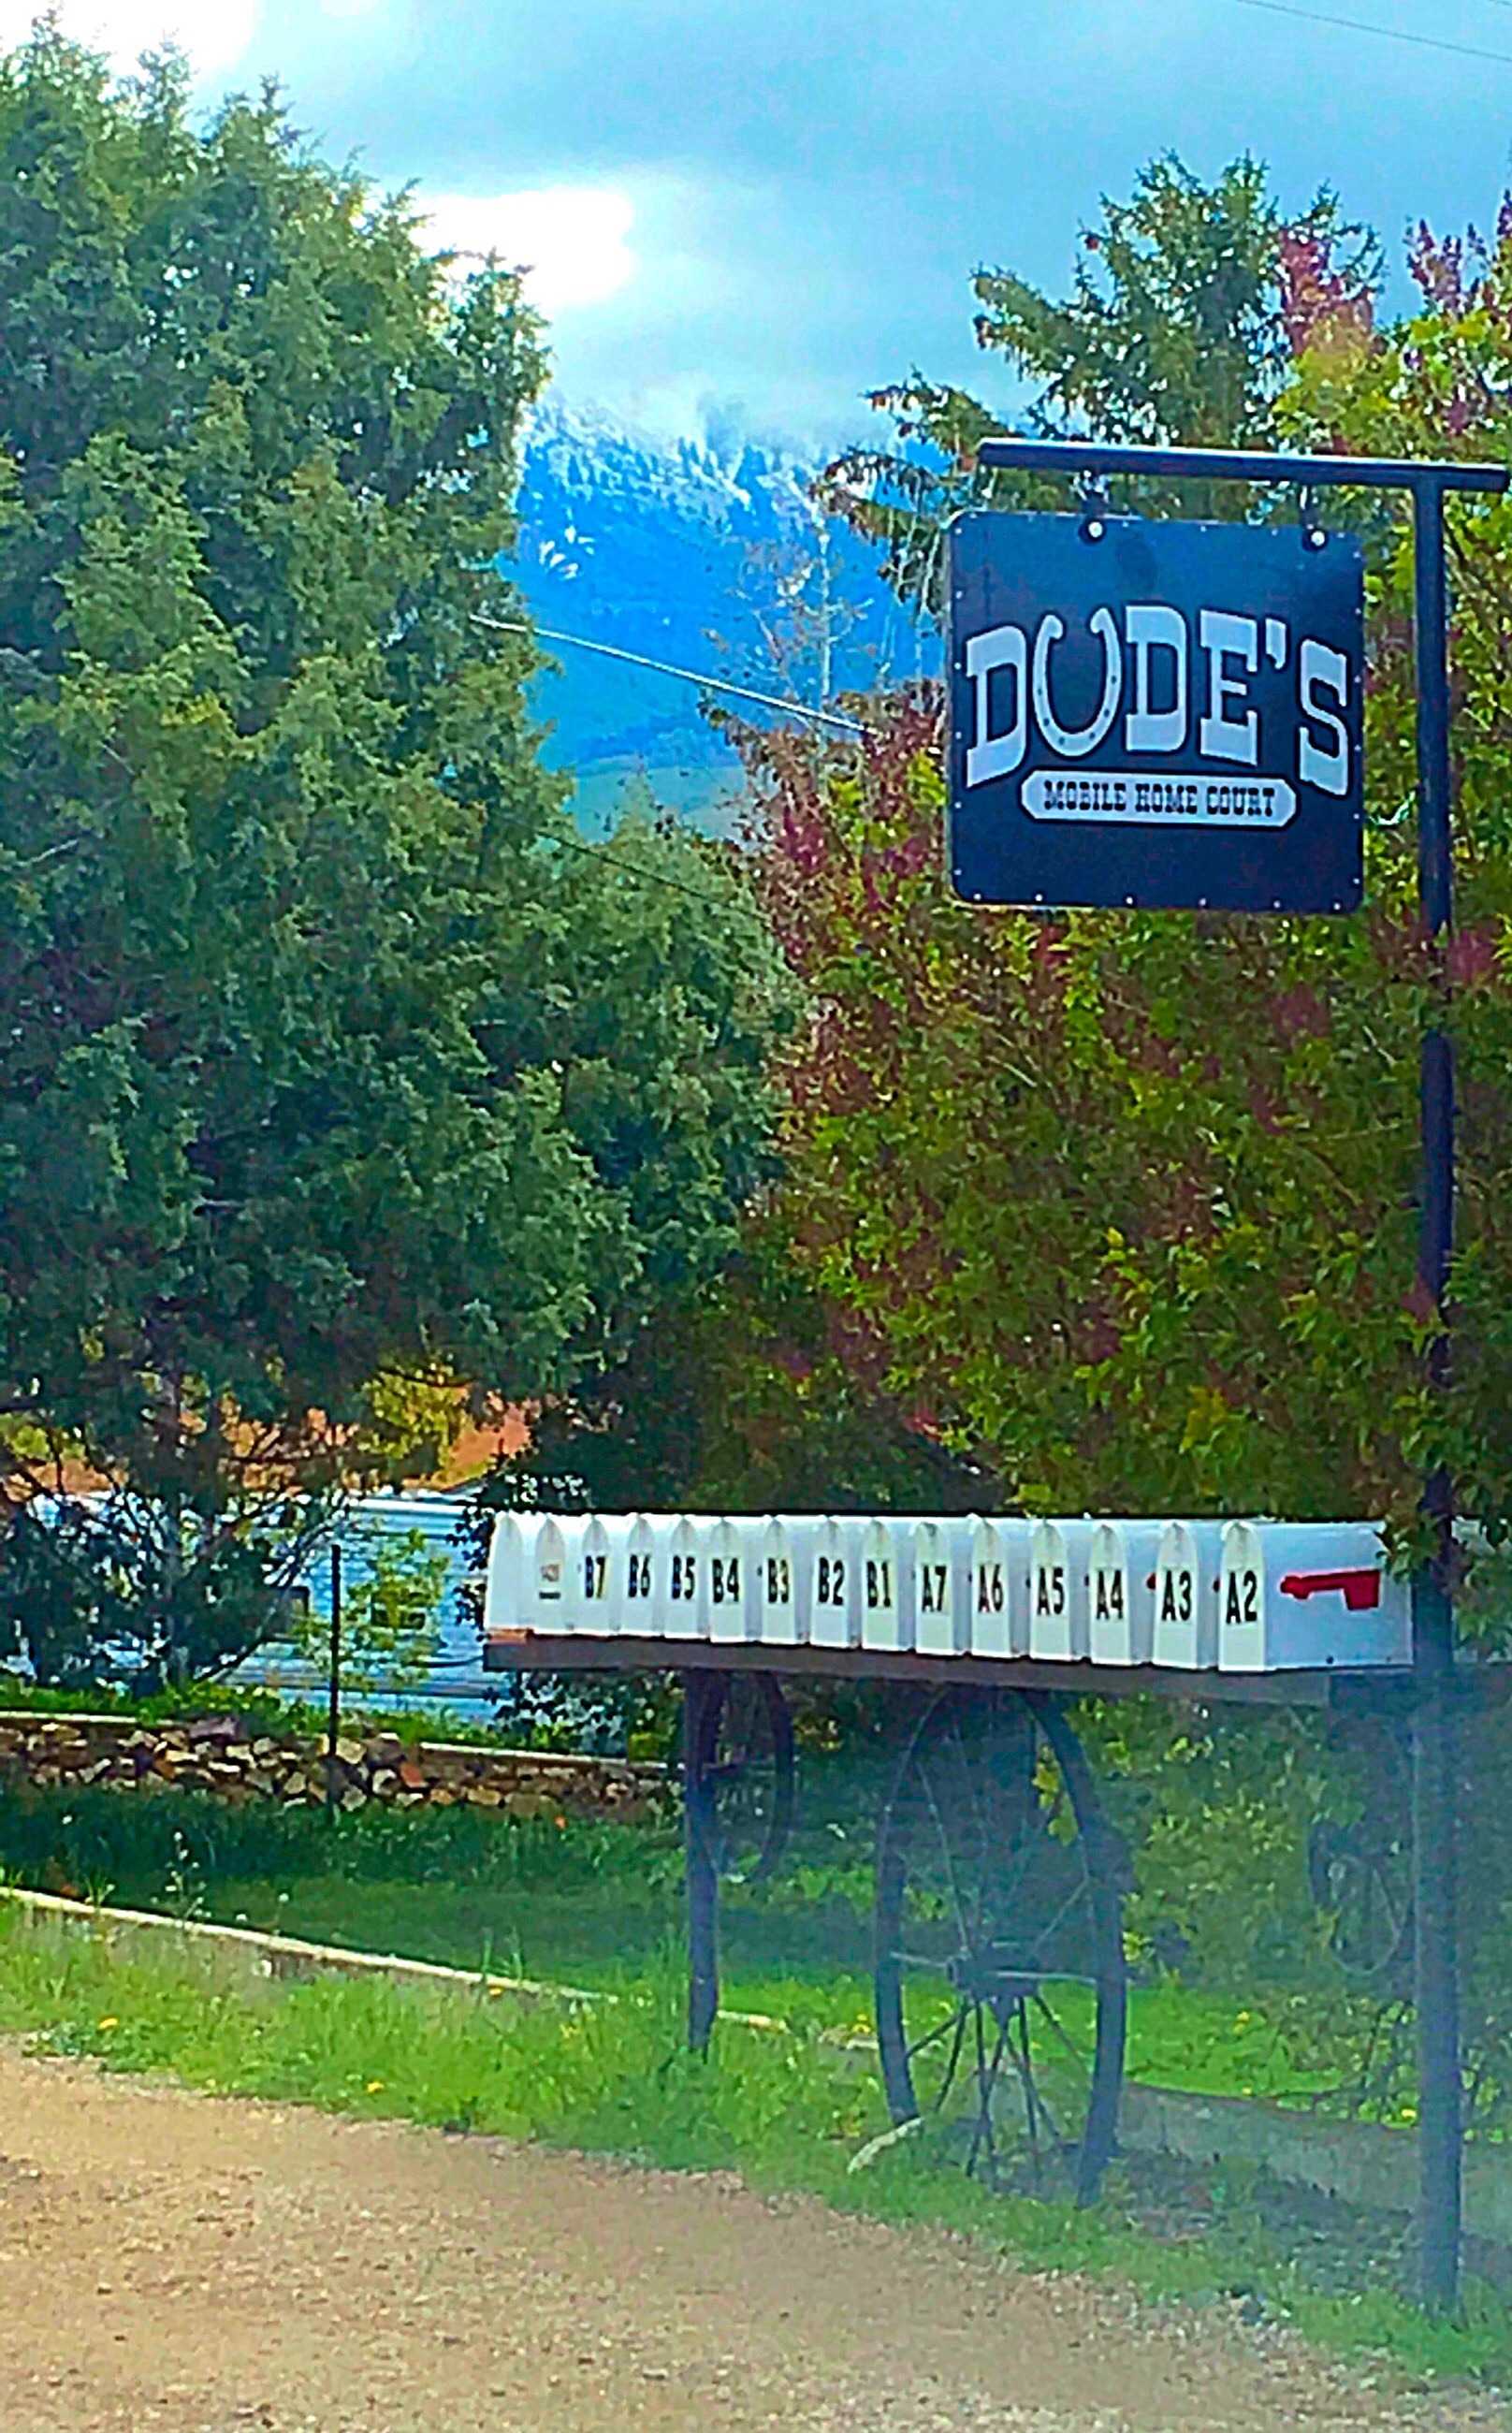 DUDE'S
MOBILE HOME COURT
B7 B6 B5 B4 B3 B2 B1 A7 A6 A5 A4 A3 A2